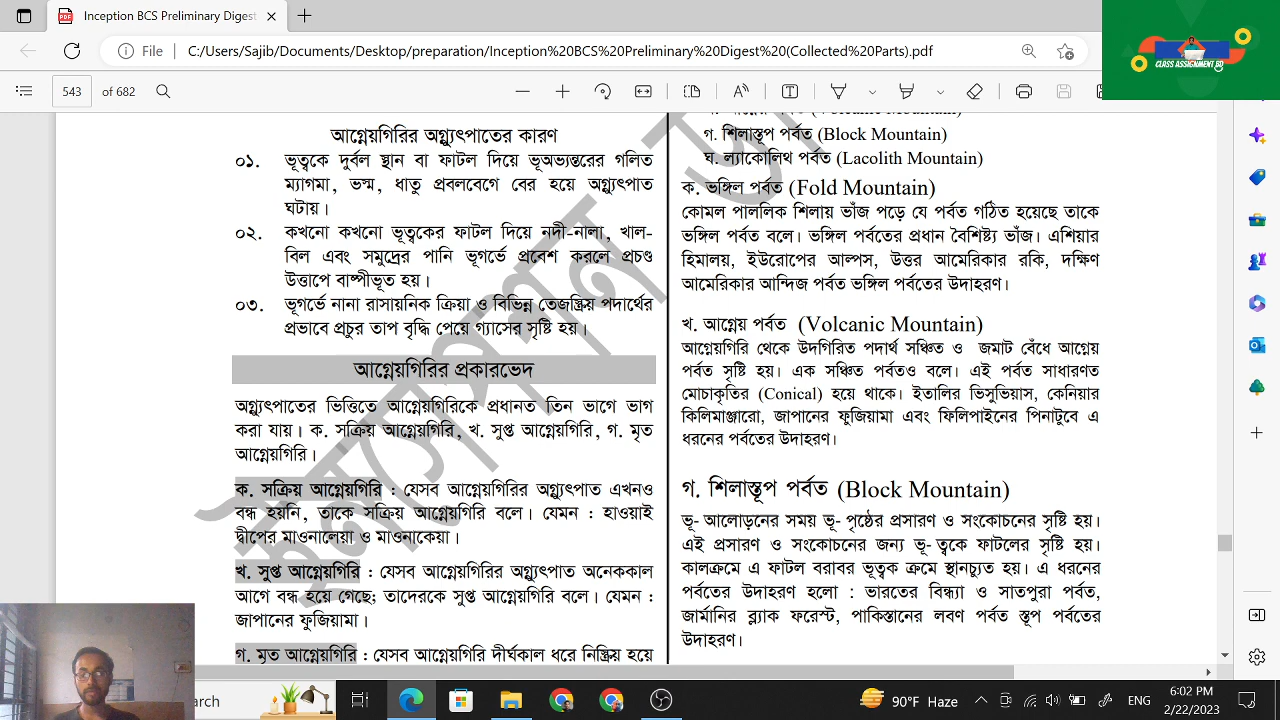 Inception BCS Preliminary Digest
File
C:/Users/Sajib/Documents/Desktop/preparation/Inception%20BCS%20Preliminary%20Digest%20(Collected%20Parts).pdf
CLASS ASSIGNMENT BD
543 of 682
আগ্নেয়গিরির অগ্ন্যুৎপাতের কারণ
০১. ভূত্বকে দুর্বল স্থান বা ফাটল দিয়ে ভূঅভ্যন্তরের গলিত
ম্যাগমা, ভস্ম, ধাতু প্রবলবেগে বের হয়ে অগ্ন্যুৎপাত
ঘটায়।
০২. কখনো কখনো ভূত্বকের ফাটল দিয়ে নদী-নালা, খাল-
বিল এবং সমুদ্রের পানি ভূগর্ভে প্রবেশ করলে প্রচণ্ড
উত্তাপে বাষ্পীভূত হয়।
০৩. ভূগর্ভে নানা রাসায়নিক ক্রিয়া ও বিভিন্ন তেজস্ক্রিয় পদার্থের
প্রভাবে প্রচুর তাপ বৃদ্ধি পেয়ে গ্যাসের সৃষ্টি হয়।
আগ্নেয়গিরির প্রকারভেদ
অগ্ন্যুৎপাতের ভিত্তিতে আগ্নেয়গিরিকে প্রধানত তিন ভাগে ভাগ
করা যায়। ক. সক্রিয় আগ্নেয়গিরি, খ. সুপ্ত আগ্নেয়গিরি, গ. মৃত
আগ্নেয়গিরি।
ক. সক্রিয় আগ্নেয়গিরি : যেসব আগ্নেয়গিরির অগ্ন্যুৎপাত এখনও
বন্ধ হয়নি, তাকে সক্রিয় আগ্নেয়গিরি বলে। যেমন : হাওয়াই
দ্বীপের মাওনালেয়া ও মাওনাকেয়া।
খ. সুপ্ত আগ্নেয়গিরি : যেসব আগ্নেয়গিরির অগ্ন্যুৎপাত অনেককাল
আগে বন্ধ হয়ে গেছে; তাদেরকে সুপ্ত আগ্নেয়গিরি বলে। যেমন :
জাপানের ফুজিয়ামা।
গ. মৃত আগ্নেয়গিরি : যেসব আগ্নেয়গিরি দীর্ঘকাল ধরে নিষ্ক্রিয় হয়ে
গ. শিলাস্তূপ পর্বত (Block Mountain)
ঘ. ল্যাকোলিথ পর্বত (Lacolith Mountain)
ক. ভঙ্গিল পর্বত (Fold Mountain)
কোমল পাললিক শিলায় ভাঁজ পড়ে যে পর্বত গঠিত হয়েছে তাকে
ভঙ্গিল পর্বত বলে। ভঙ্গিল পর্বতের প্রধান বৈশিষ্ট্য ভাঁজ। এশিয়ার
হিমালয়, ইউরোপের আল্পস, উত্তর আমেরিকার রকি, দক্ষিণ
আমেরিকার আন্দিজ পর্বত ভঙ্গিল পর্বতের উদাহরণ।
খ. আগ্নেয় পর্বত (Volcanic Mountain)
আগ্নেয়গিরি থেকে উদগিরিত পদার্থ সঞ্চিত ও জমাট বেঁধে আগ্নেয়
পর্বত সৃষ্টি হয়। এক সঞ্চিত পর্বতও বলে। এই পর্বত সাধারণত
মোচাকৃতির (Conical) হয়ে থাকে। ইতালির ভিসুভিয়াস, কেনিয়ার
কিলিমাঞ্জারো, জাপানের ফুজিয়ামা এবং ফিলিপাইনের পিনাটুবে এ
ধরনের পর্বতের উদাহরণ।
গ. শিলাস্তূপ পর্বত (Block Mountain)
ভূ- আলোড়নের সময় ভূ- পৃষ্ঠের প্রসারণ ও সংকোচনের সৃষ্টি হয়।
এই প্রসারণ ও সংকোচনের জন্য ভূ- ত্বকে ফাটলের সৃষ্টি হয়।
কালক্রমে এ ফাটল বরাবর ভূত্বক ক্রমে স্থানচ্যুত হয়। এ ধরনের
পর্বতের উদাহরণ হলো : ভারতের বিন্ধ্যা ও সাতপুরা পর্বত,
জার্মানির ব্ল্যাক ফরেস্ট, পাকিস্তানের লবণ পর্বত স্তূপ পর্বতের
উদাহরণ।
90°F Haze
ENG
6:02 PM
2/22/2023